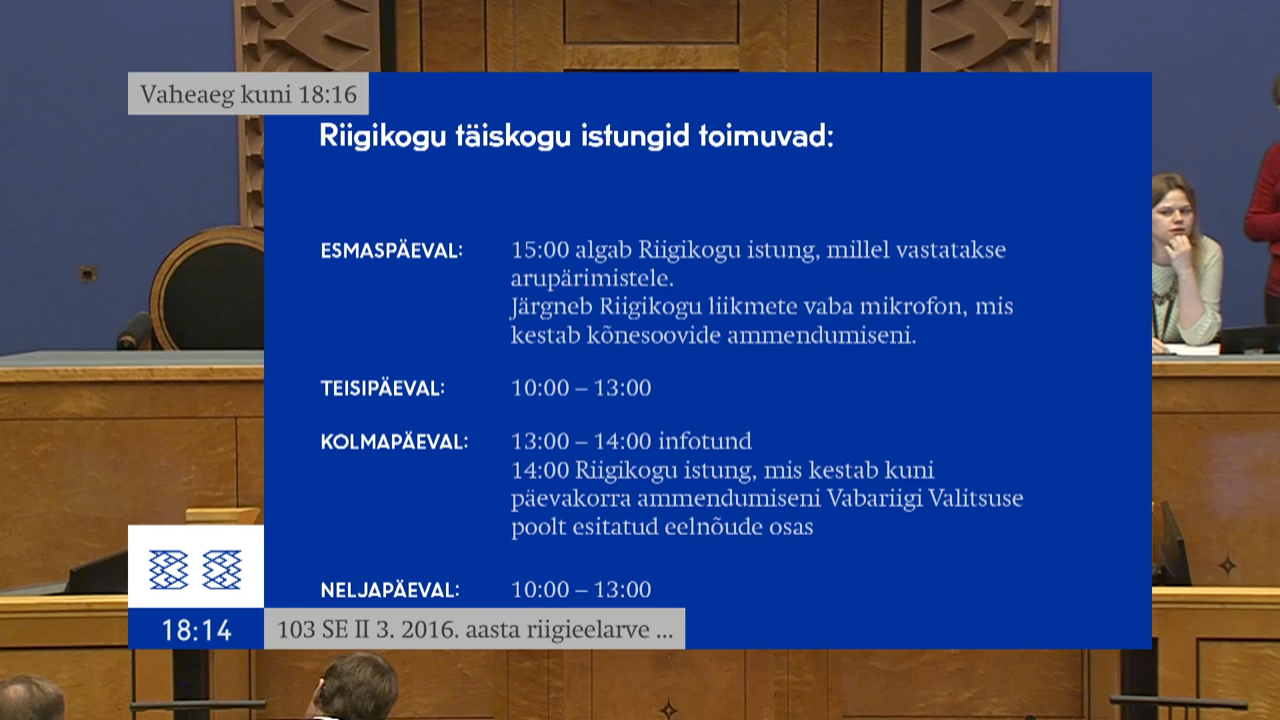 Vaheaeg kuni 18:16
Riigikogu täiskogu istungid toimuvad:
ESMASPÄEVAL: 15:00 algab Riigikogu istung, millel vastatakse
arupärimistele.
Järgneb Riigikogu liikmete vaba mikrofon, mis
kestab kõnesoovide ammendumiseni.
TEISIPÄEVAL: 10:00 – 13:00
KOLMAPÄEVAL: 13:00 – 14:00 infotund
14:00 Riigikogu istung, mis kestab kuni
päevakorra ammendumiseni Vabariigi Valitsuse
poolt esitatud eelnõude osas
NELJAPÄEVAL: 10:00 – 13:00
18:14 103 SE II 3. 2016. aasta riigieelarve ...